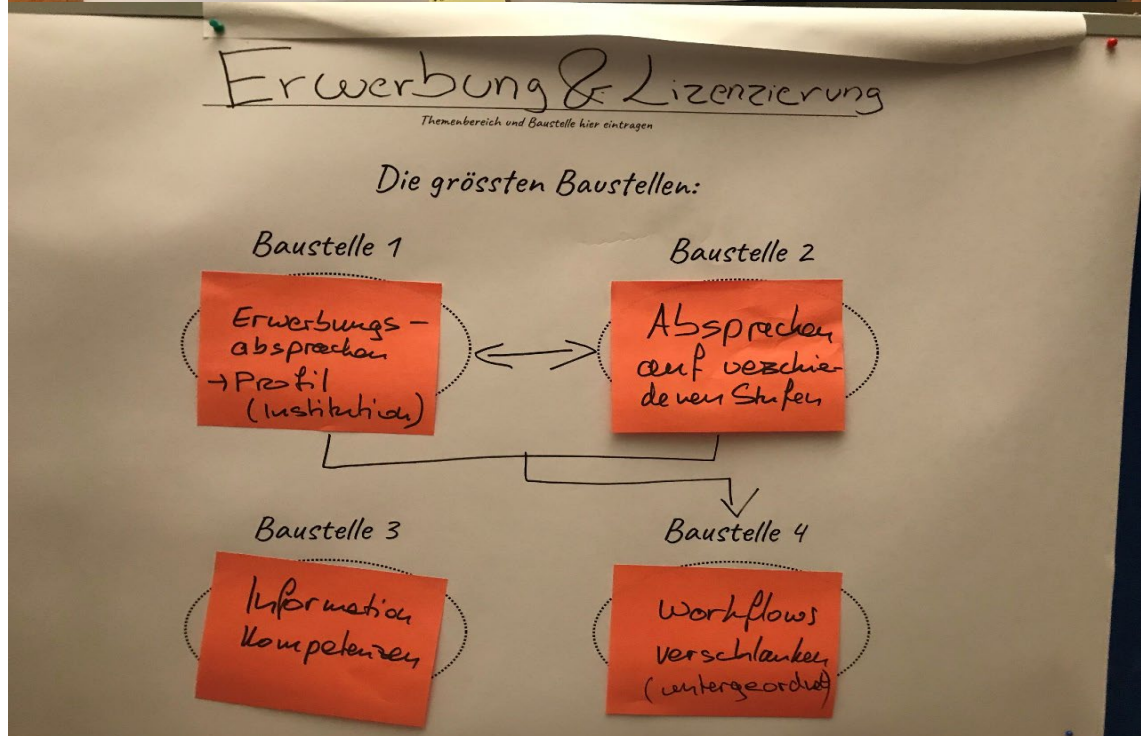 Erwerbung & Lizenzierung
Themenbereich und Baustelle hier eintragen
Die grössten Baustellen:
Baustelle 1
Erwerbungs-
absprachen
→ Profil
(Institution)
Baustelle 2
Absprachen
auf verschie-
denen Stufen
Baustelle 3
Information
Kompetenzen
Baustelle 4
Workflows
verschlanken
(untergeordnet)